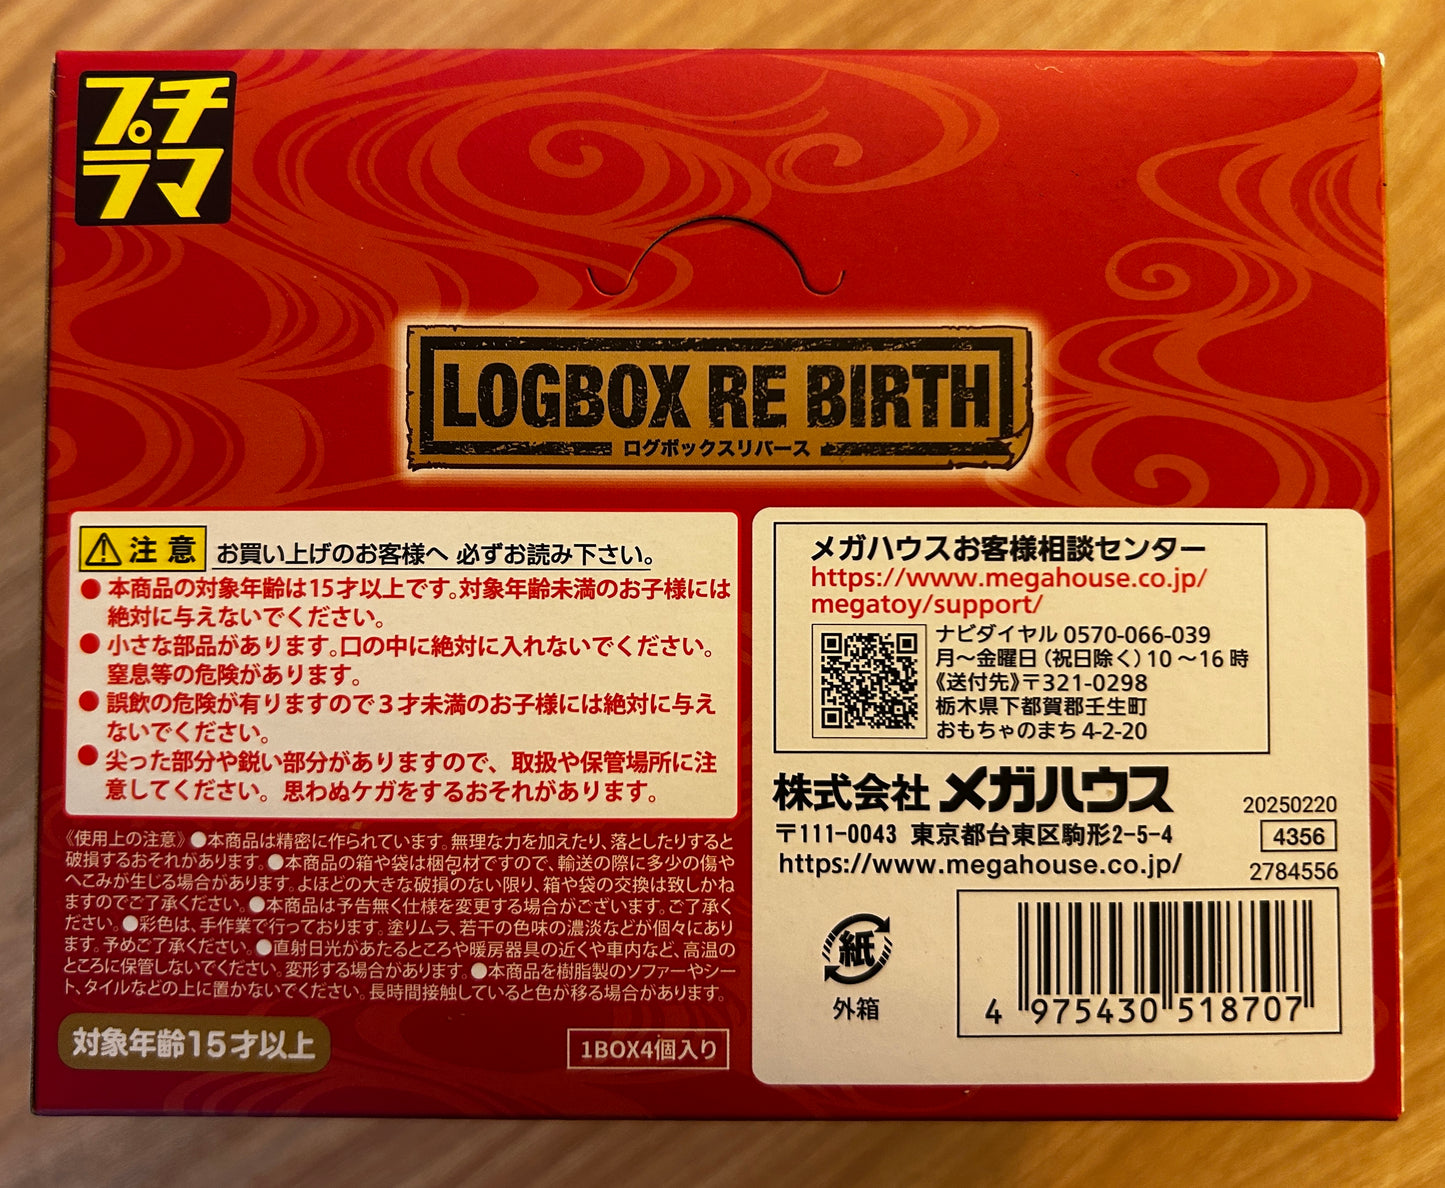 プチ
ラマ
LOGBOX RE BIRTH
ログボックスリバース
注意 お買い上げのお客様へ 必ずお読み下さい。
●本商品の対象年齢は15才以上です。対象年齢未満のお子様には
絶対に与えないでください。
●小さな部品があります。口の中に絶対に入れないでください。
窒息等の危険があります。
●誤飲の危険が有りますので3才未満のお子様には絶対に与え
ないでください。
●尖った部分や鋭い部分がありますので、取扱や保管場所に注
意してください。思わぬケガをするおそれがあります。
《使用上の注意》●本商品は精密に作られています。無理な力を加えたり、落としたりすると
破損するおそれがあります。●本商品の箱や袋は梱包材ですので、輸送の際に多少の傷や
へこみが生じる場合があります。よほどの大きな破損のない限り、箱や袋の交換は致しかね
ますのでご了承ください。●本商品は予告無く仕様を変更する場合がございます。ご了承く
ださい。●彩色は、手作業で行っております。塗りムラ、若干の色味の濃淡などが個々にあり
ます。予めご了承ください。●直射日光があたるところや暖房器具の近くや車内など、高温の
ところに保管しないでください。変形する場合があります。●本商品を樹脂製のソファーやシー
ト、タイルなどの上に置かないでください。長時間接触していると色が移る場合があります。
対象年齢15才以上
1BOX4個入り
メガハウスお客様相談センター
https://www.megahouse.co.jp/
megatoy/support/
ナビダイヤル 0570-066-039
月〜金曜日(祝日除く)10〜16時
《送付先》〒321-0298
栃木県下都賀郡壬生町
おもちゃのまち4-2-20
株式会社 メガハウス
〒111-0043 東京都台東区駒形2-5-4
https://www.megahouse.co.jp/
20250220
4356
2784556
紙
外箱
4 975430 518707